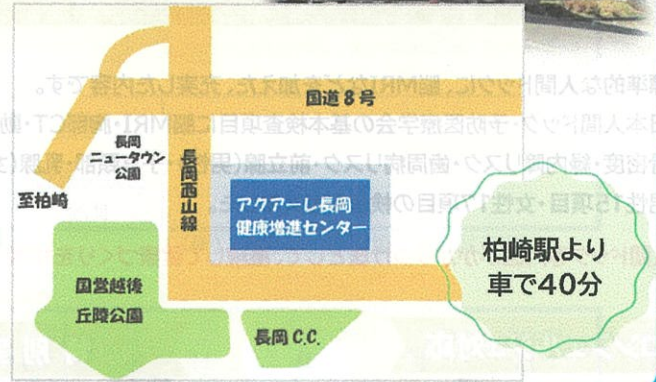 国道8号
長岡
ニュータウン
公園
至柏崎
長岡西山線
アクアーレ長岡
健康増進センター
柏崎駅より
車で40分
国営越後
丘陵公園
長岡C.C.